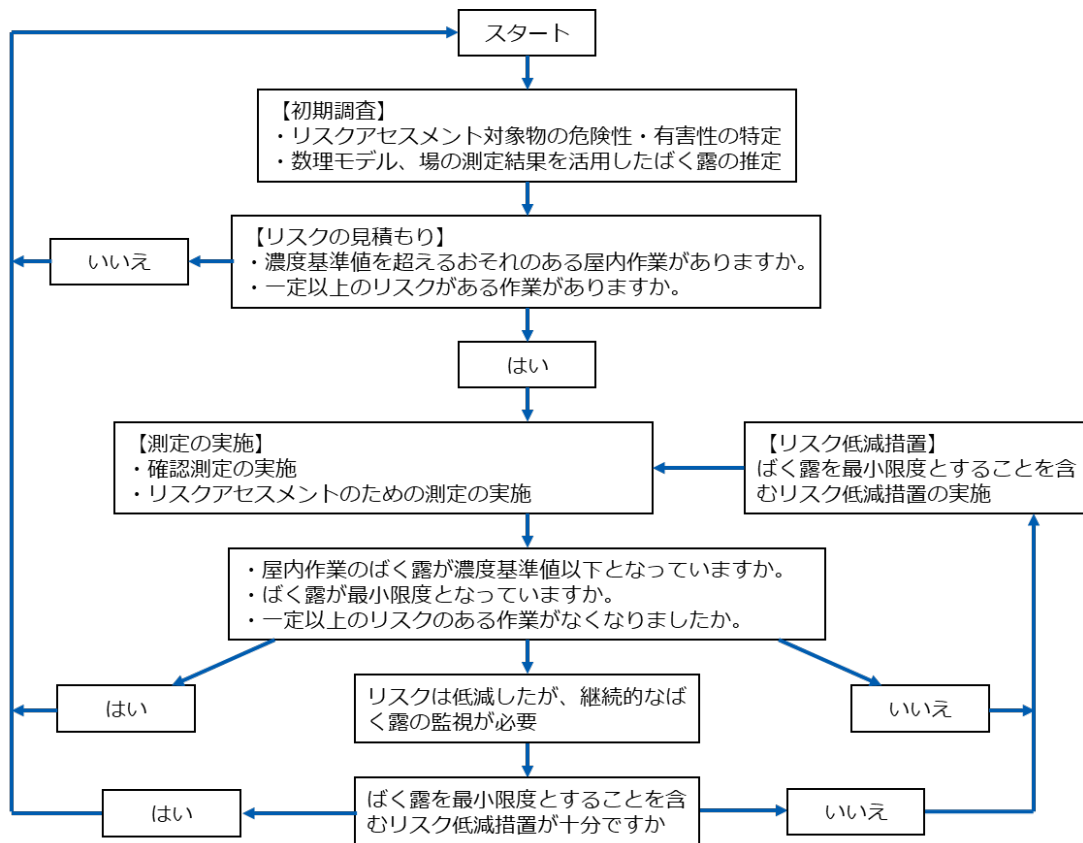 スタート
【初期調査】
・リスクアセスメント対象物の危険性・有害性の特定
・数理モデル、場の測定結果を活用したばく露の推定
【リスクの見積もり】
・濃度基準値を超えるおそれのある屋内作業がありますか。
・一定以上のリスクがある作業がありますか。
いいえ
はい
【測定の実施】
・確認測定の実施
・リスクアセスメントのための測定の実施
【リスク低減措置】
ばく露を最小限度とすることを含
むリスク低減措置の実施
・屋内作業のばく露が濃度基準値以下となっていますか。
・ばく露が最小限度となっていますか。
・一定以上のリスクのある作業がなくなりましたか。
はい
リスクは低減したが、継続的なば
く露の監視が必要
いいえ
はい
ばく露を最小限度とすることを含
むリスク低減措置が十分ですか
いいえ